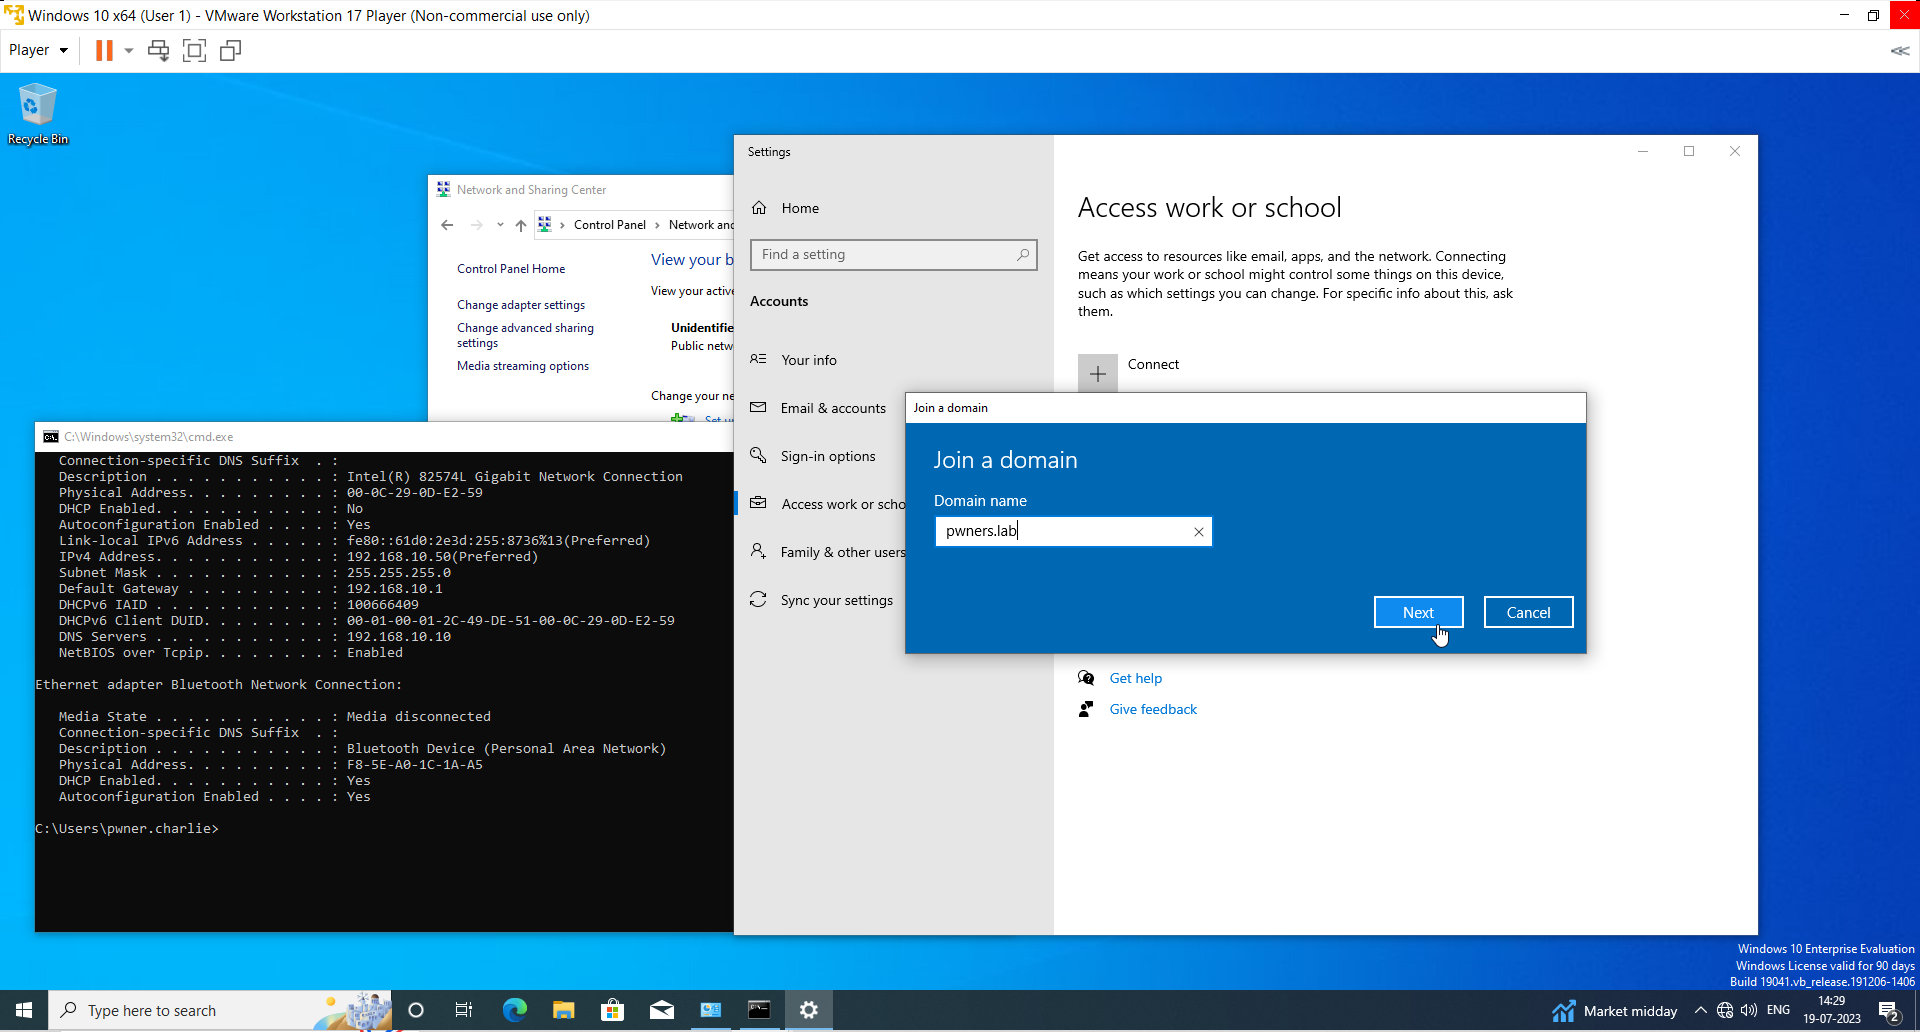 Windows 10 x64 (User 1) - VMware Workstation 17 Player (Non-commercial use only)
Player
Recycle Bin
Network and Sharing Center
Control Panel > Network and
Control Panel Home
Change adapter settings
Change advanced sharing
settings
Media streaming options
View your b
View your active
Unidentifie
Public netw
Change your ne
Set u
C:\Windows\system32\cmd.exe
Connection-specific DNS Suffix  . :
Description . . . . . . . . . . . : Intel(R) 82574L Gigabit Network Connection
Physical Address. . . . . . . . . : 00-0C-29-0D-E2-59
DHCP Enabled. . . . . . . . . . . : No
Autoconfiguration Enabled . . . . : Yes
Link-local IPv6 Address . . . . . : fe80::61d0:2e3d:255:8736%13(Preferred)
IPv4 Address. . . . . . . . . . . : 192.168.10.50(Preferred)
Subnet Mask . . . . . . . . . . . : 255.255.255.0
Default Gateway . . . . . . . . . : 192.168.10.1
DHCPv6 IAID . . . . . . . . . . . : 100666409
DHCPv6 Client DUID. . . . . . . . : 00-01-00-01-2C-49-DE-51-00-0C-29-0D-E2-59
DNS Servers . . . . . . . . . . . : 192.168.10.10
NetBIOS over Tcpip. . . . . . . . : Enabled
Ethernet adapter Bluetooth Network Connection:
Media State . . . . . . . . . . . : Media disconnected
Connection-specific DNS Suffix  . :
Description . . . . . . . . . . . : Bluetooth Device (Personal Area Network)
Physical Address. . . . . . . . . : F8-5E-A0-1C-1A-A5
DHCP Enabled. . . . . . . . . . . : Yes
Autoconfiguration Enabled . . . . : Yes
C:\Users\pwner.charlie>
Settings
Home
Find a setting
Accounts
Your info
Email & accounts
Sign-in options
Access work or scho
Family & other users
Sync your settings
Access work or school
Get access to resources like email, apps, and the network. Connecting
means your work or school might control some things on this device,
such as which settings you can change. For specific info about this, ask
them.
Connect
Join a domain
Join a domain
Domain name
pwners.lab
Next
Cancel
Get help
Give feedback
Windows 10 Enterprise Evaluation
Windows License valid for 90 days
Build 19041.vb_release.191206-1406
Type here to search
Market midday
ENG
14:29
19-07-2023
2